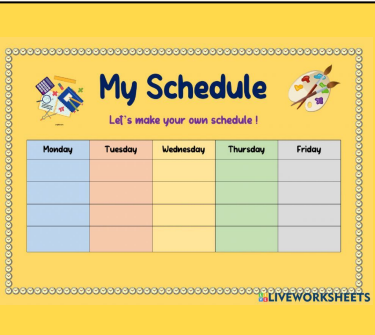 My Schedule
Let's make your own schedule !
Monday Tuesday Wednesday Thursday Friday
LIVEWORKSHEETS